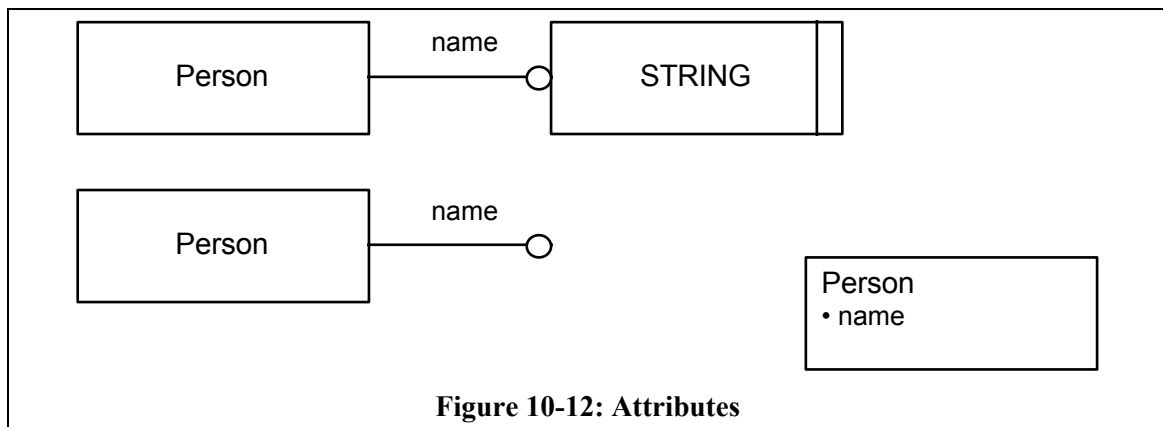 name
Person
STRING
name
Person
Person
• name
Figure 10-12: Attributes